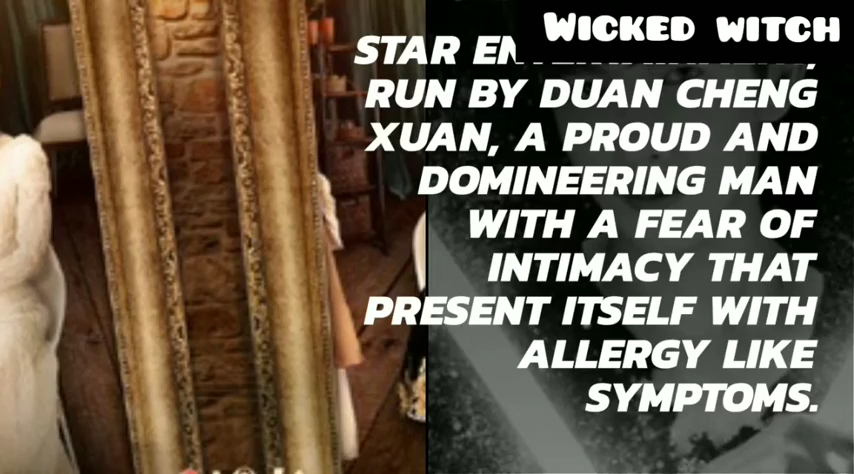 WICKED WITCH
STAR
RUN BY DUAN CHENG
XUAN, A PROUD AND
DOMINEERING MAN
WITH A FEAR OF
INTIMACY THAT
PRESENT ITSELF WITH
ALLERGY LIKE
SYMPTOMS.